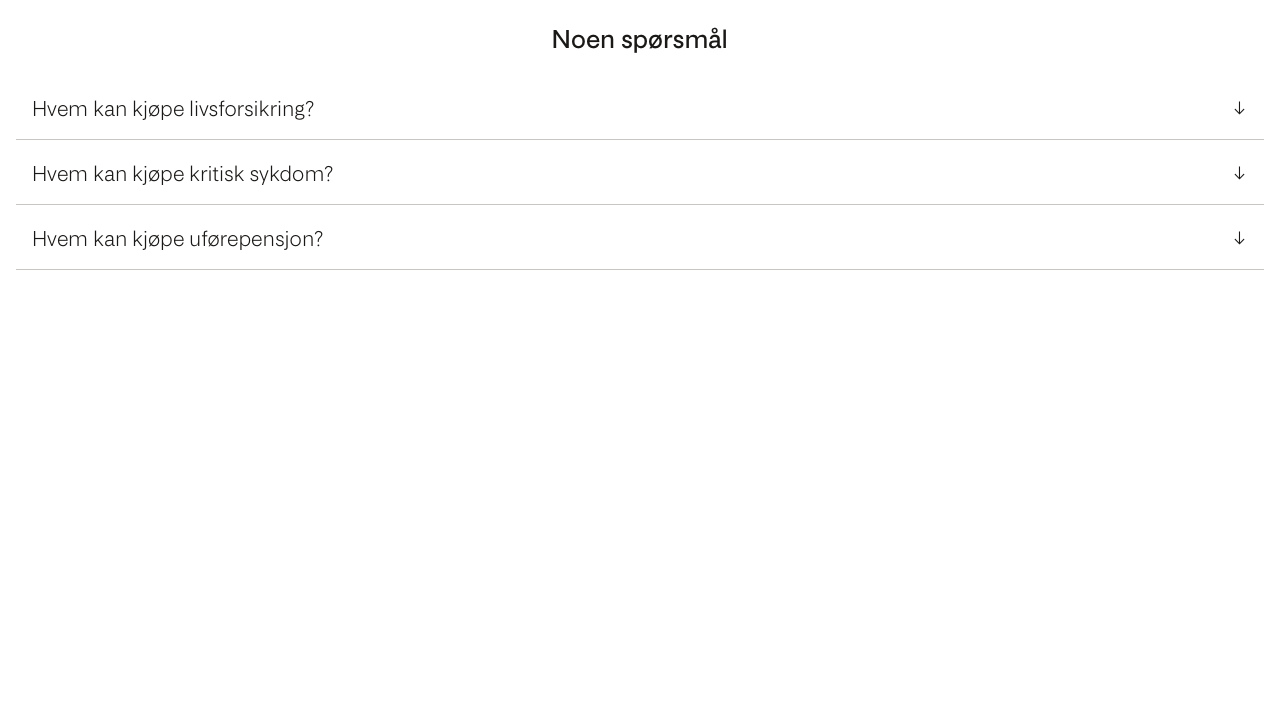 Noen spørsmål
Hvem kan kjøpe livsforsikring?
Hvem kan kjøpe kritisk sykdom?
Hvem kan kjøpe uførepensjon?